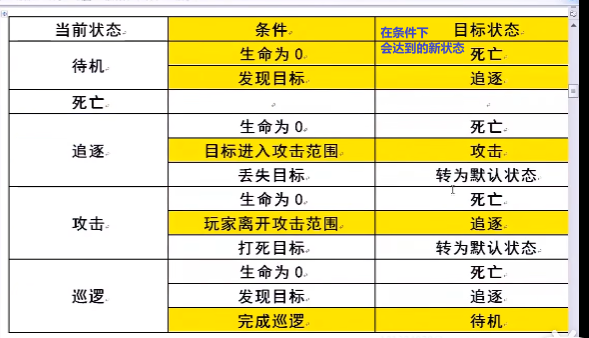 当前状态 条件 目标状态
在条件下
会达到的新状态
待机 生命为0 死亡
发现目标 追逐
死亡
追逐 生命为0 死亡
目标进入攻击范围 攻击
丢失目标 转为默认状态
攻击 生命为0 死亡
玩家离开攻击范围 追逐
打死目标 转为默认状态
巡逻 生命为0 死亡
发现目标 追逐
完成巡逻 待机